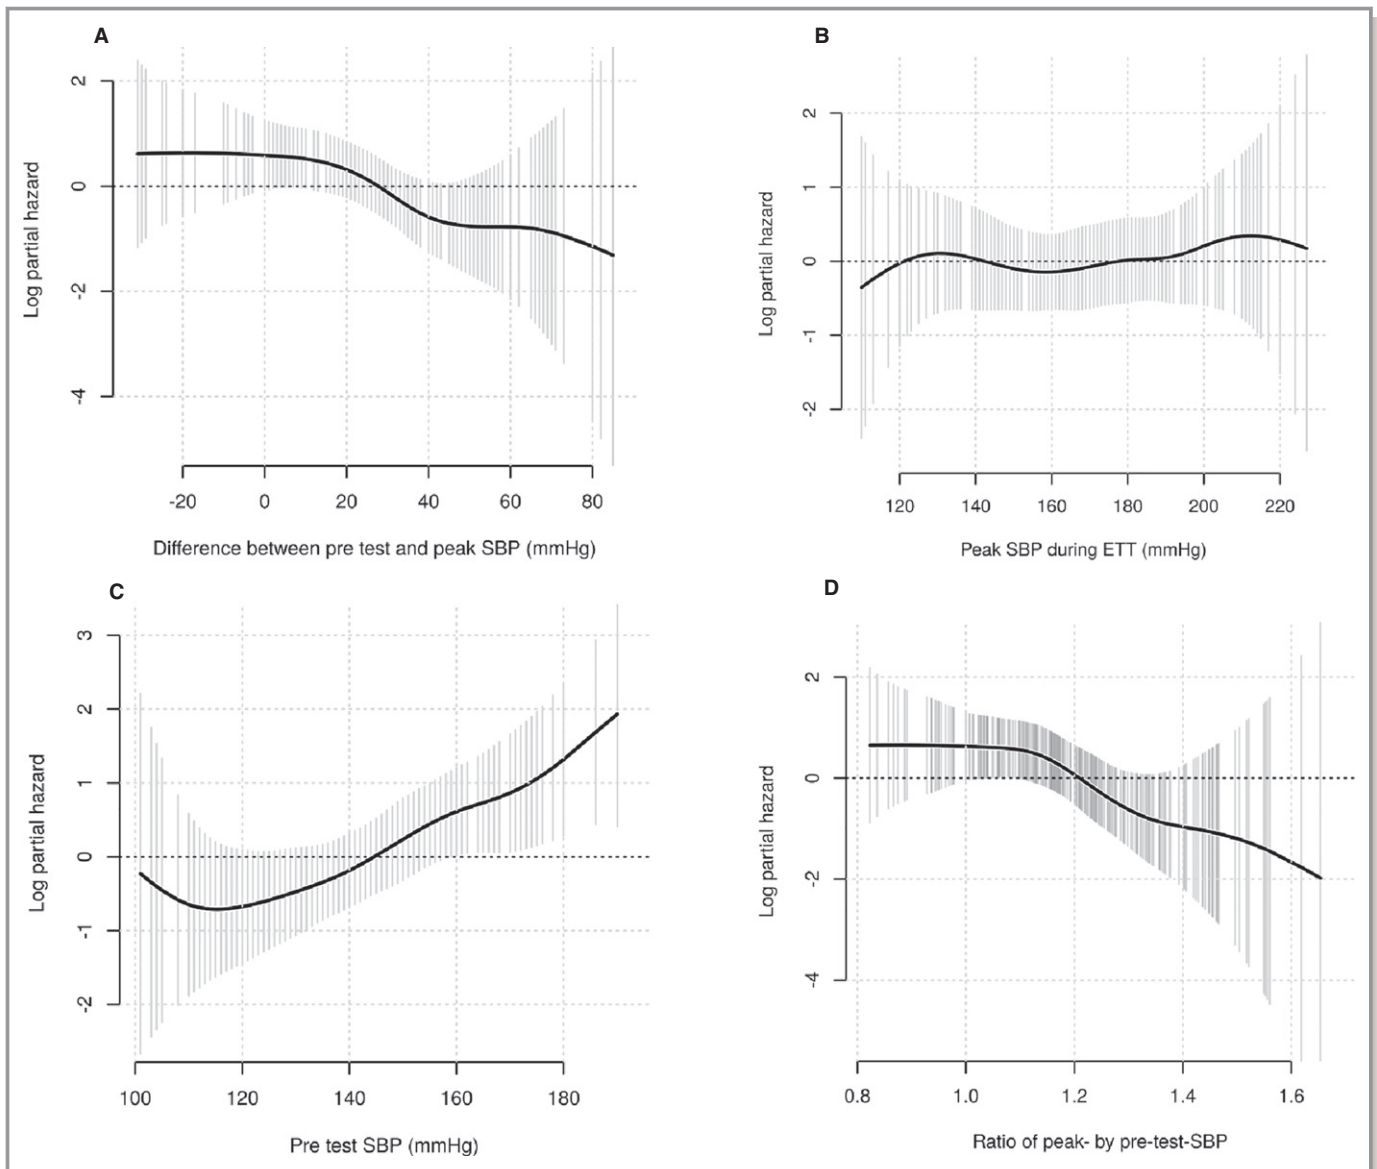 A
Log partial hazard
2
0
-2
-4
-20 0 20 40 60 80
Difference between pre test and peak SBP (mmHg)
B
Log partial hazard
2
1
0
-1
-2
120 140 160 180 200 220
Peak SBP during ETT (mmHg)
C
Log partial hazard
3
2
1
0
-1
-2
100 120 140 160 180
Pre test SBP (mmHg)
D
Log partial hazard
2
0
-2
-4
0.8 1.0 1.2 1.4 1.6
Ratio of peak- by pre-test-SBP